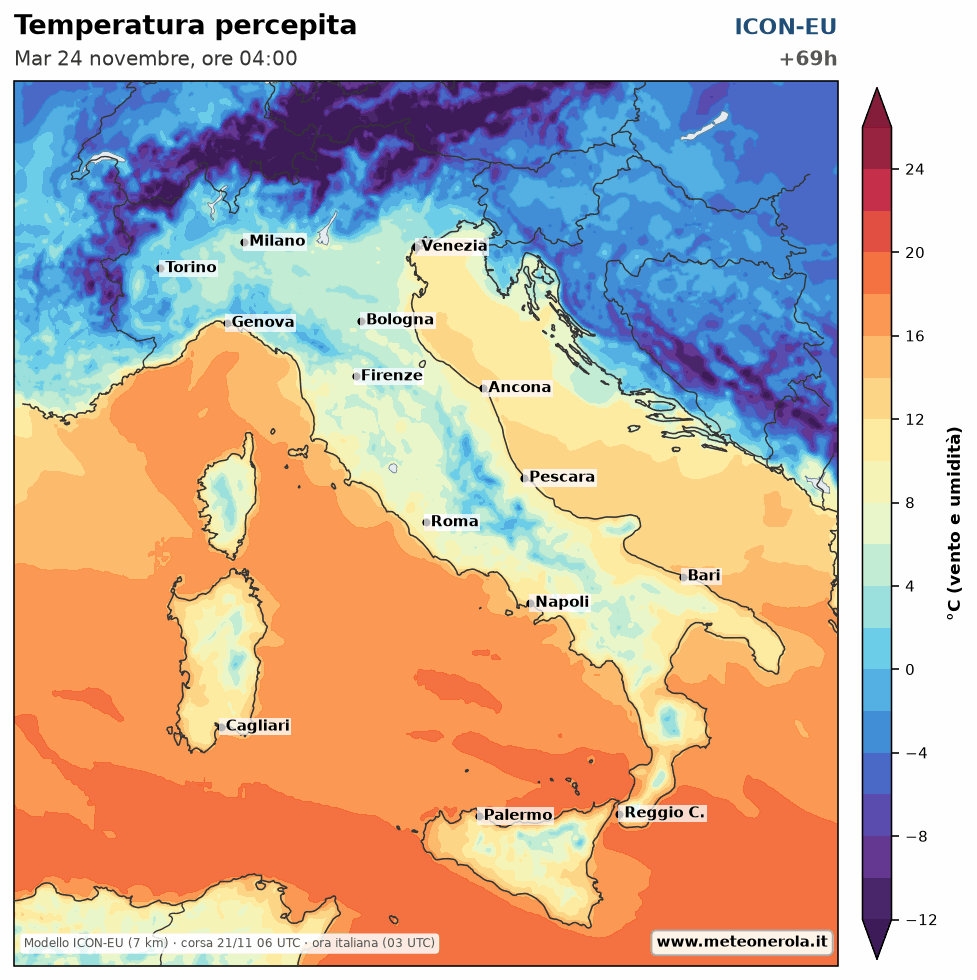 Temperatura percepita
ICON-EU
Mar 24 novembre, ore 04:00
+69h
Milano
Venezia
Torino
Genova
Bologna
Firenze
Ancona
Pescara
Roma
Bari
Napoli
Cagliari
Palermo
Reggio C.
24
20
16
12
8
4
0
−4
−8
−12
°C (vento e umidità)
Modello ICON-EU (7 km) · corsa 21/11 06 UTC · ora italiana (03 UTC)
www.meteonerola.it